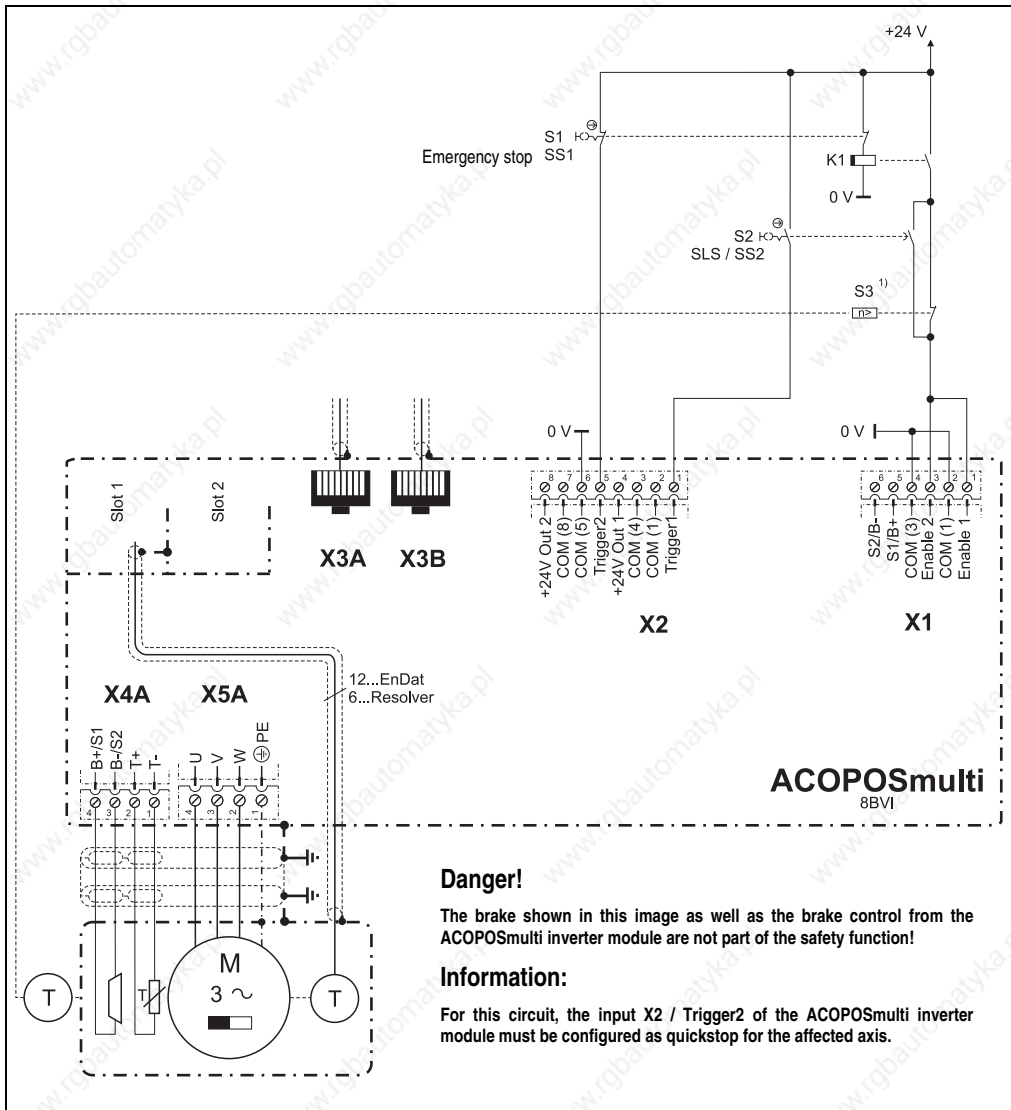 +24 V
S1
SS1
Emergency stop
K1
0 V
S2
SLS / SS2
S3 1)
n>
0 V
0 V
Slot 1
Slot 2
X3A
X3B
8 7 6 5 4 3 2 1
+24V Out 2
COM (8)
COM (5)
Trigger2
+24V Out 1
COM (4)
COM (1)
Trigger1
X2
6 5 4 3 2 1
S2/B-
S1/B+
COM (3)
Enable 2
COM (1)
Enable 1
X1
12...EnDat
6...Resolver
X4A
X5A
B+/S1
B-/S2
T+
T-
4 3 2 1
U
V
W
PE
4 3 2 1
ACOPOSmulti
8BVI
T
T
M
3 ~
T
Danger!
The brake shown in this image as well as the brake control from the
ACOPOSmulti inverter module are not part of the safety function!
Information:
For this circuit, the input X2 / Trigger2 of the ACOPOSmulti inverter
module must be configured as quickstop for the affected axis.
www.rgbautomatyka.pl